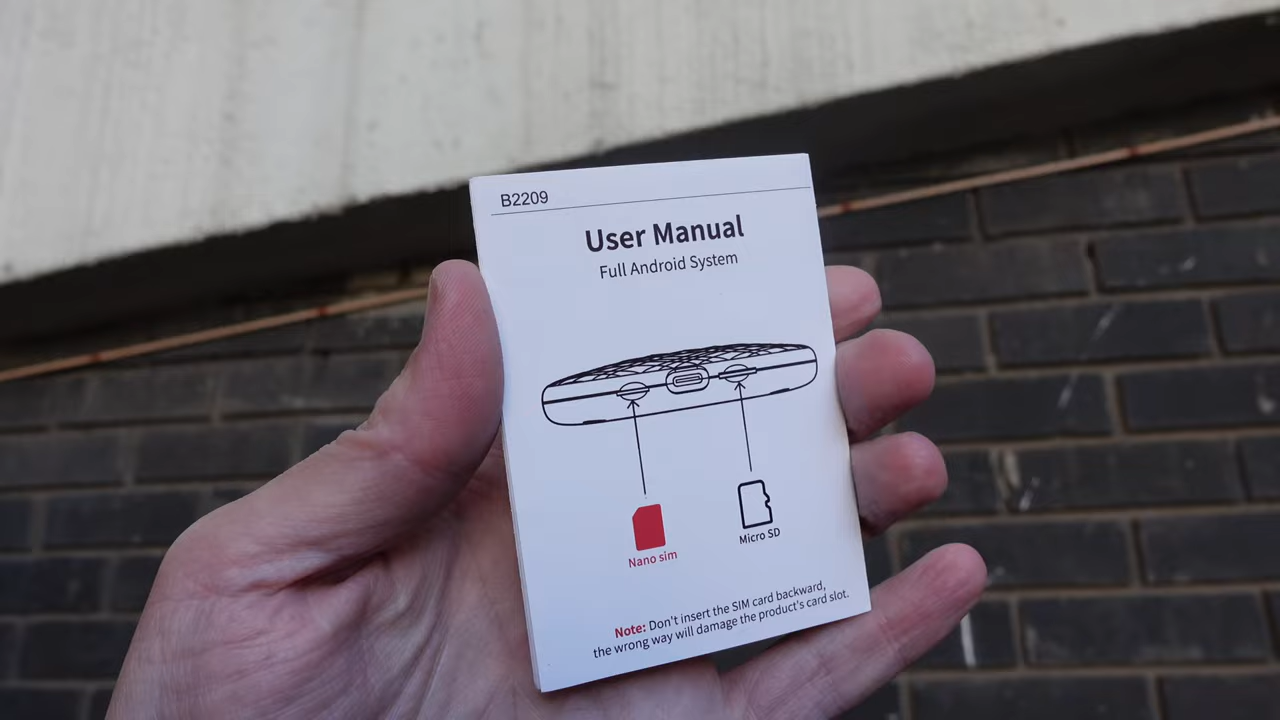 B2209
User Manual
Full Android System
Nano sim
Micro SD
Note: Don't insert the SIM card backward,
the wrong way will damage the product's card slot.